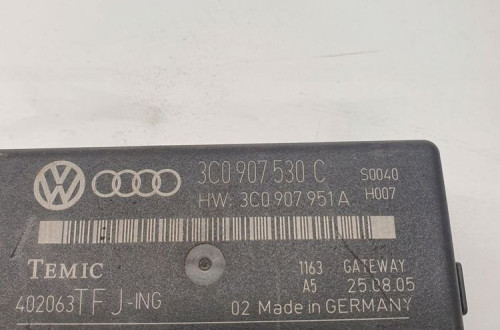 3C0 907 530 C S0040
HW: 3C0 907 951 A H007
TEMIC 1163 GATEWAY
A5 25.08.05
402063TFJ-ING 02 Made in GERMANY